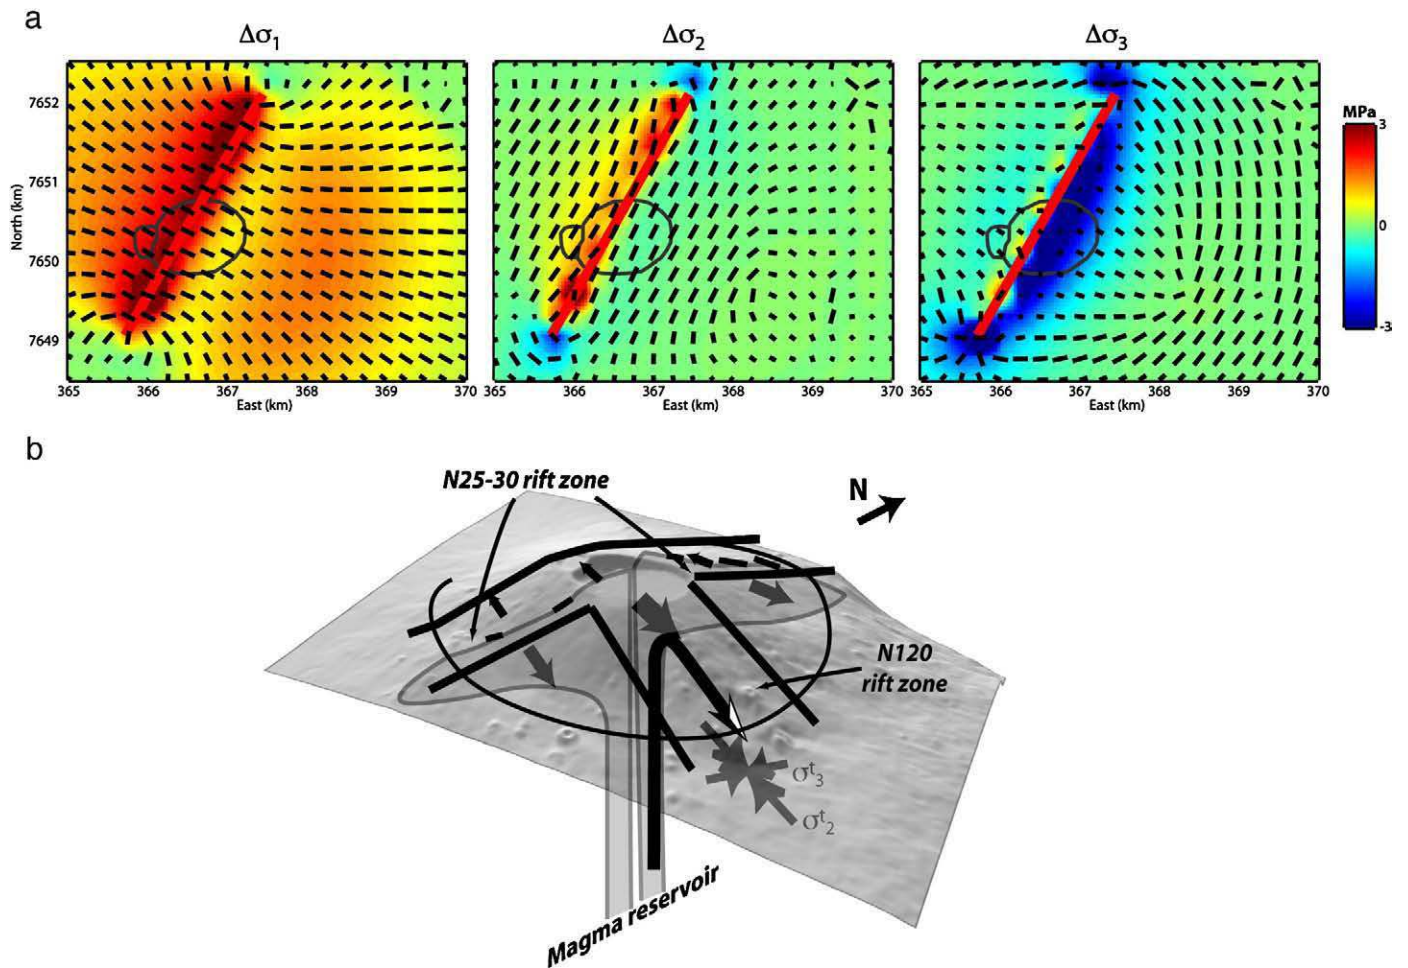 a
Δσ1
Δσ2
Δσ3
7652
7651
7650
7649
North (km)
365 366 367 368 369 370
East (km)
365 366 367 368 369 370
East (km)
365 366 367 368 369 370
East (km)
MPa
3
0
-3
b
N25-30 rift zone
N
N120
rift zone
σt3
σt2
Magma reservoir